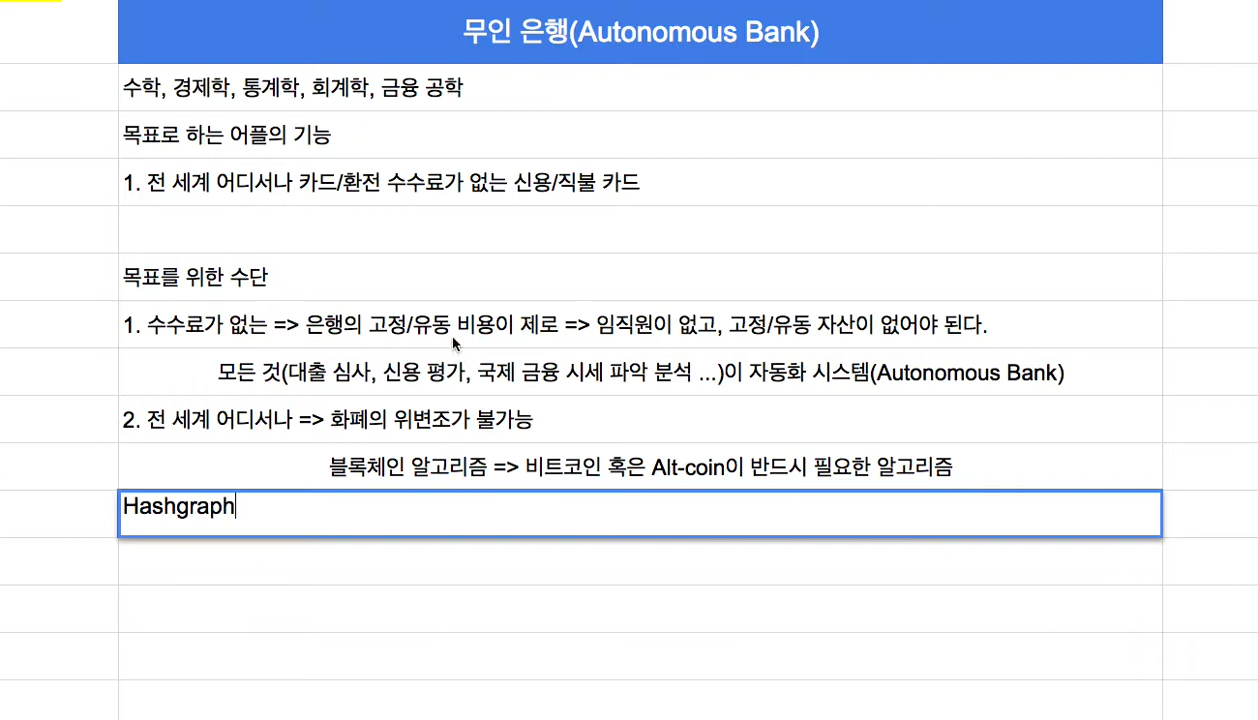 무인 은행(Autonomous Bank)
수학, 경제학, 통계학, 회계학, 금융 공학
목표로 하는 어플의 기능
1. 전 세계 어디서나 카드/환전 수수료가 없는 신용/직불 카드
목표를 위한 수단
1. 수수료가 없는 => 은행의 고정/유동 비용이 제로 => 임직원이 없고, 고정/유동 자산이 없어야 된다.
모든 것(대출 심사, 신용 평가, 국제 금융 시세 파악 분석 ...)이 자동화 시스템(Autonomous Bank)
2. 전 세계 어디서나 => 화폐의 위변조가 불가능
블록체인 알고리즘 => 비트코인 혹은 Alt-coin이 반드시 필요한 알고리즘
Hashgraph